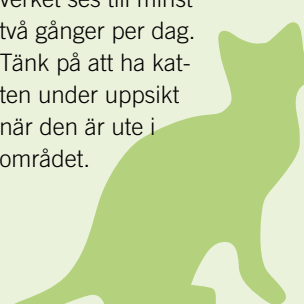 verket ses till minst
två gånger per dag.
Tänk på att ha kat-
ten under uppsikt
när den är ute i
området.